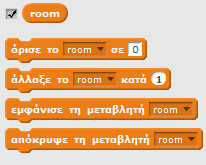 room
όρισε το room σε 0
άλλαξε το room κατά 1
εμφάνισε τη μεταβλητή room
απόκρυψε τη μεταβλητή room